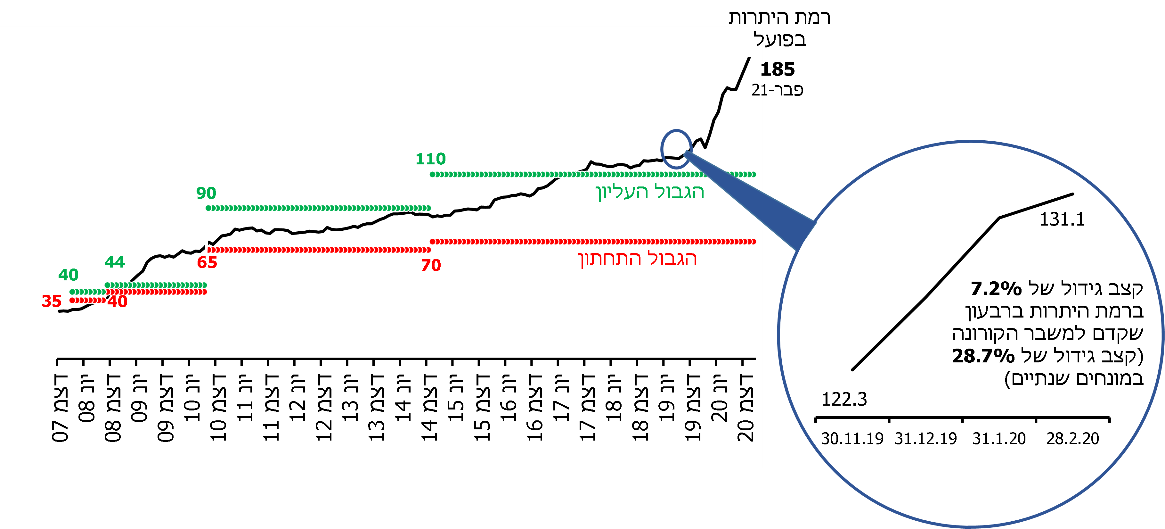 רמת היתרות
בפועל
185
פבר-21
110
90
הגבול העליון
65
70
הגבול התחתון
40
44
35
40
דצמ 07
יונ 08
דצמ 08
יונ 09
דצמ 09
יונ 10
דצמ 10
יונ 11
דצמ 11
יונ 12
דצמ 12
יונ 13
דצמ 13
יונ 14
דצמ 14
יונ 15
דצמ 15
יונ 16
דצמ 16
יונ 17
דצמ 17
יונ 18
דצמ 18
יונ 19
דצמ 19
יונ 20
דצמ 20
131.1
קצב גידול של 7.2%
ברמת היתרות ברבעון
שקדם למשבר הקורונה
(קצב גידול של 28.7%
במונחים שנתיים)
122.3
30.11.19
31.12.19
31.1.20
28.2.20